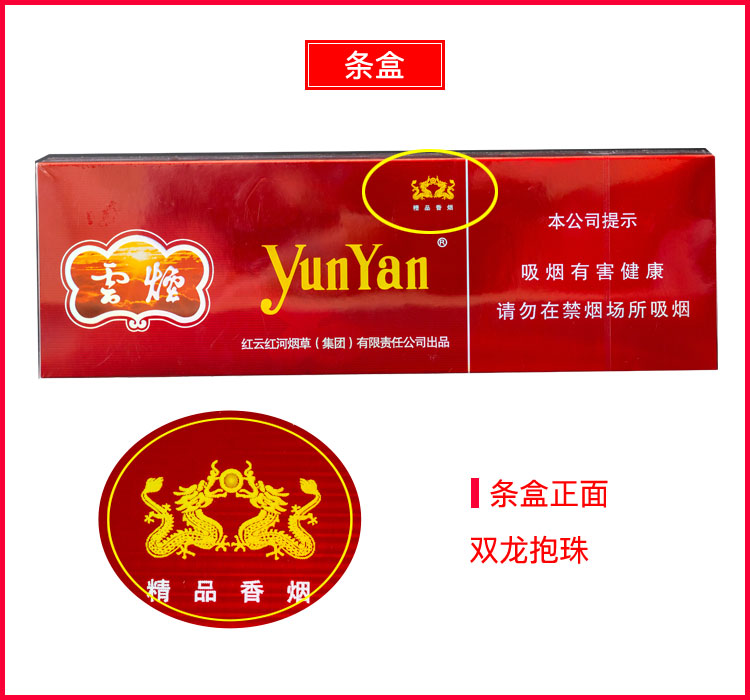 条盒
精品香烟
雲煙
YunYan®
本公司提示
吸烟有害健康
请勿在禁烟场所吸烟
红云红河烟草（集团）有限责任公司出品
精品香烟
条盒正面
双龙抱珠